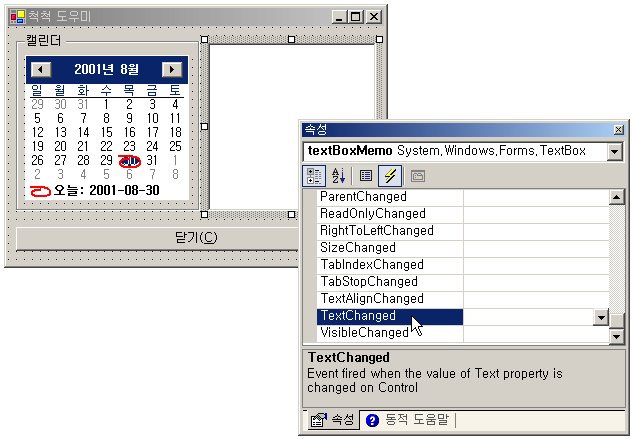 척척 도우미
캘린더
2001년 8월
일 월 화 수 목 금 토
29 30 31 1 2 3 4
5 6 7 8 9 10 11
12 13 14 15 16 17 18
19 20 21 22 23 24 25
26 27 28 29 30 31 1
2 3 4 5 6 7 8
오늘: 2001-08-30
닫기(C)
속성
textBoxMemo System.Windows.Forms.TextBox
ParentChanged
ReadOnlyChanged
RightToLeftChanged
SizeChanged
TabIndexChanged
TabStopChanged
TextAlignChanged
TextChanged
VisibleChanged
TextChanged
Event fired when the value of Text property is
changed on Control
속성 동적 도움말